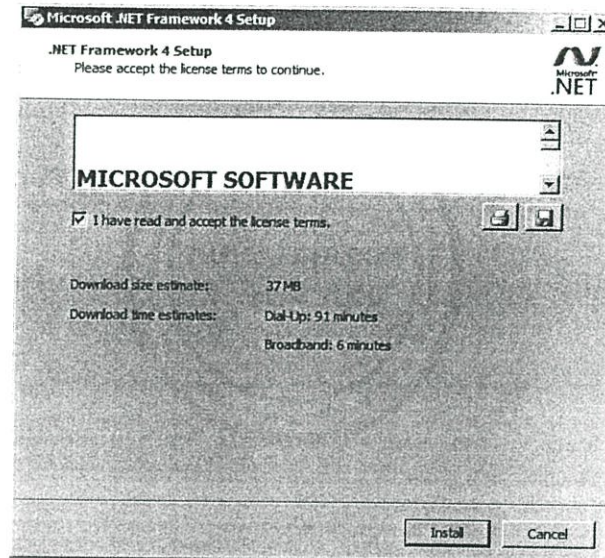 Microsoft .NET Framework 4 Setup
.NET Framework 4 Setup
Please accept the license terms to continue.
Microsoft
.NET
MICROSOFT SOFTWARE
I have read and accept the license terms.
Download size estimate: 37 MB
Download time estimates: Dial-Up: 91 minutes
Broadband: 6 minutes
Install Cancel